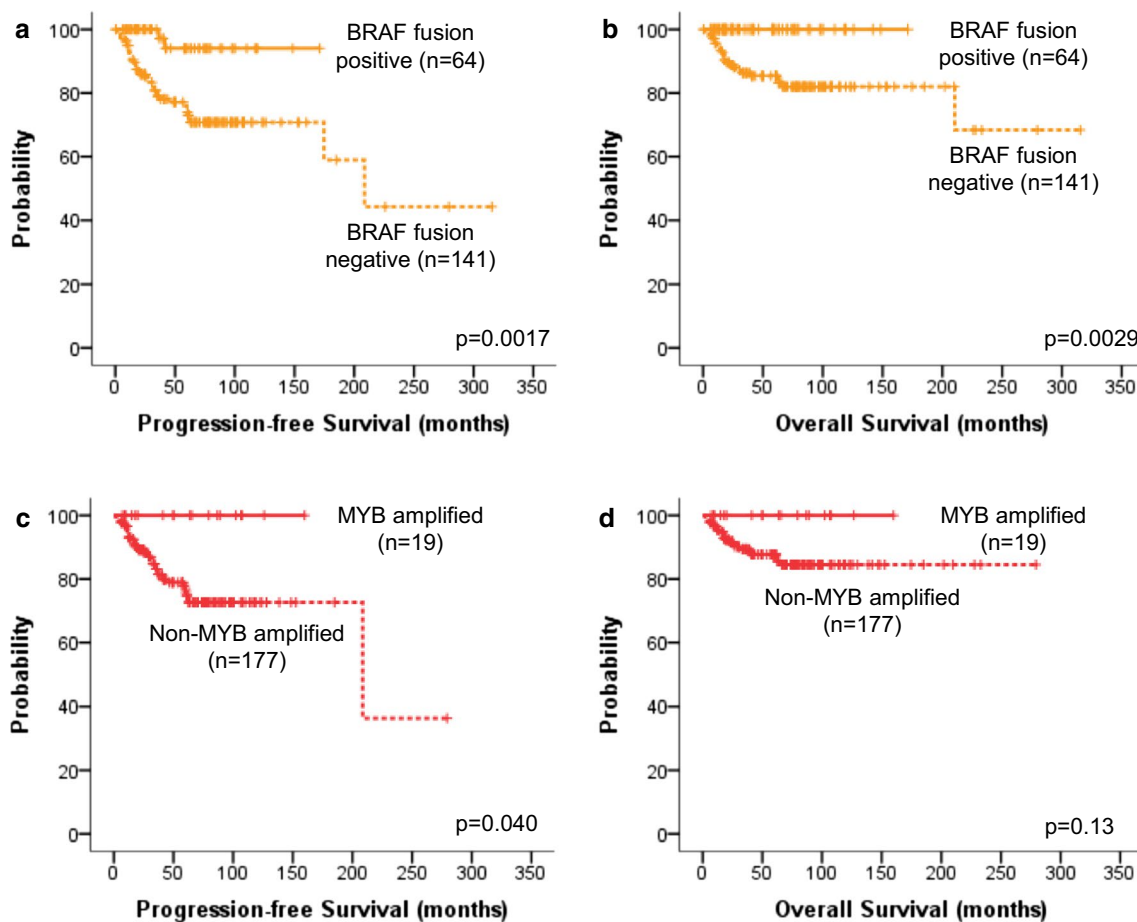 a
100
80
60
40
20
0
Probability
BRAF fusion
positive (n=64)
BRAF fusion
negative (n=141)
p=0.0017
0 50 100 150 200 250 300 350
Progression-free Survival (months)
b
100
80
60
40
20
0
Probability
BRAF fusion
positive (n=64)
BRAF fusion
negative (n=141)
p=0.0029
0 50 100 150 200 250 300 350
Overall Survival (months)
c
100
80
60
40
20
0
Probability
MYB amplified
(n=19)
Non-MYB amplified
(n=177)
p=0.040
0 50 100 150 200 250 300 350
Progression-free Survival (months)
d
100
80
60
40
20
0
Probability
MYB amplified
(n=19)
Non-MYB amplified
(n=177)
p=0.13
0 50 100 150 200 250 300 350
Overall Survival (months)